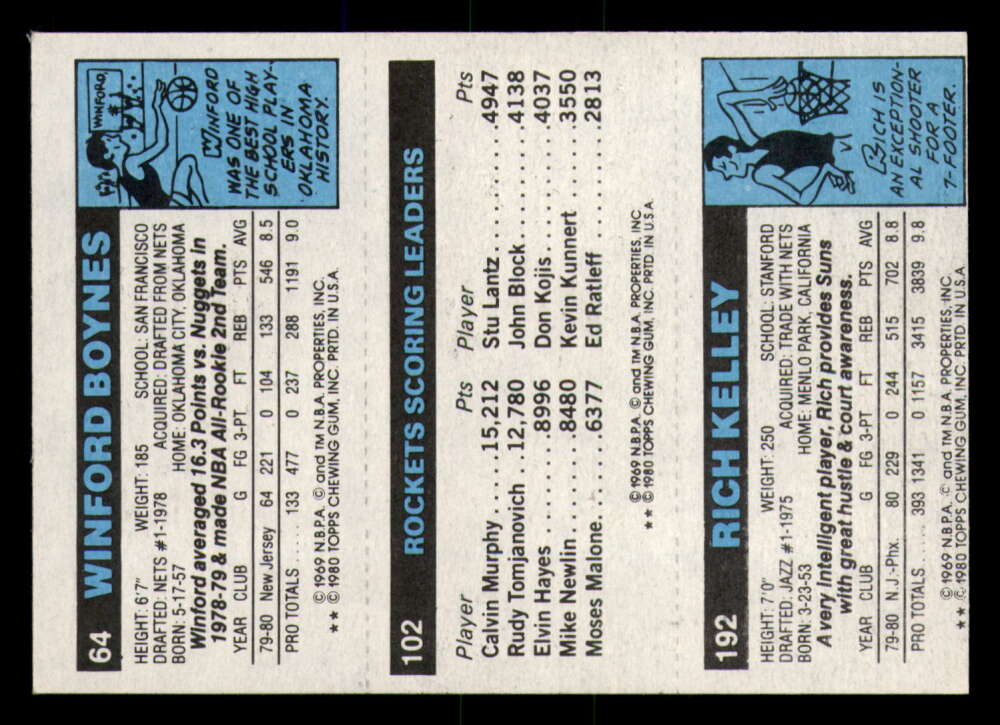 64 WINFORD BOYNES
HEIGHT: 6'7" WEIGHT: 185 SCHOOL: SAN FRANCISCO
DRAFTED: NETS #1-1978 ACQUIRED: DRAFTED FROM NETS
BORN: 5-17-57 HOME: OKLAHOMA CITY, OKLAHOMA
Winford averaged 16.3 Points vs. Nuggets in
1978-79 & made NBA All-Rookie 2nd Team.
YEAR CLUB G FG 3-PT. FT REB PTS AVG
79-80 New Jersey 64 221 0 104 133 546 8.5
PRO TOTALS..... 133 477 0 237 288 1191 9.0
© 1969 N.B.P.A. © and TM N.B.A. PROPERTIES, INC.
★★ © 1980 TOPPS CHEWING GUM, INC. PRTD. IN U.S.A.
WINFORD
#1
WINFORD
WAS ONE OF
THE BEST HIGH
SCHOOL PLAY-
ERS IN
OKLAHOMA
HISTORY.
102 ROCKETS SCORING LEADERS
Player Pts Player Pts
Calvin Murphy.....15,212 Stu Lantz.........4947
Rudy Tomjanovich..12,780 John Block........4138
Elvin Hayes........8996 Don Kojis.........4037
Mike Newlin........8480 Kevin Kunnert.....3550
Moses Malone.......6377 Ed Ratleff........2813
© 1969 N.B.P.A. © and TM N.B.A. PROPERTIES, INC
★★ © 1980 TOPPS CHEWING GUM, INC. PRTD IN U.S.A.
192 RICH KELLEY
HEIGHT: 7'0" WEIGHT: 250 SCHOOL: STANFORD
DRAFTED: JAZZ #1-1975 ACQUIRED: TRADE WITH NETS
BORN: 3-23-53 HOME: MENLO PARK, CALIFORNIA
A very intelligent player, Rich provides Suns
with great hustle & court awareness.
YEAR CLUB G FG 3-PT. FT REB PTS AVG
79-80 N.J.-Phx. 80 229 0 244 515 702 8.8
PRO TOTALS..... 393 1341 0 1157 3415 3839 9.8
© 1969 N.B.P.A. © and TM N.B.A. PROPERTIES, INC.
★★ © 1980 TOPPS CHEWING GUM, INC. PRTD. IN U.S.A.
RICH IS
AN EXCEPTION-
AL SHOOTER
FOR A
7-FOOTER.